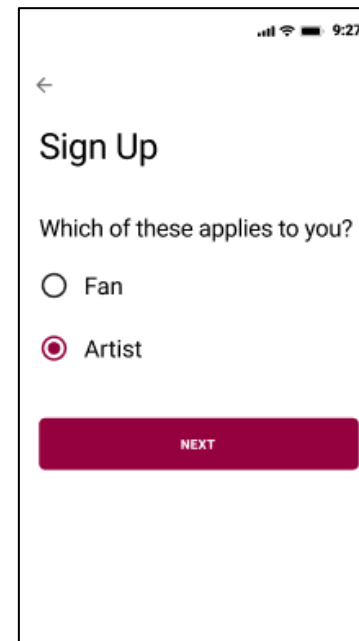 9:27
Sign Up
Which of these applies to you?
Fan
Artist
NEXT